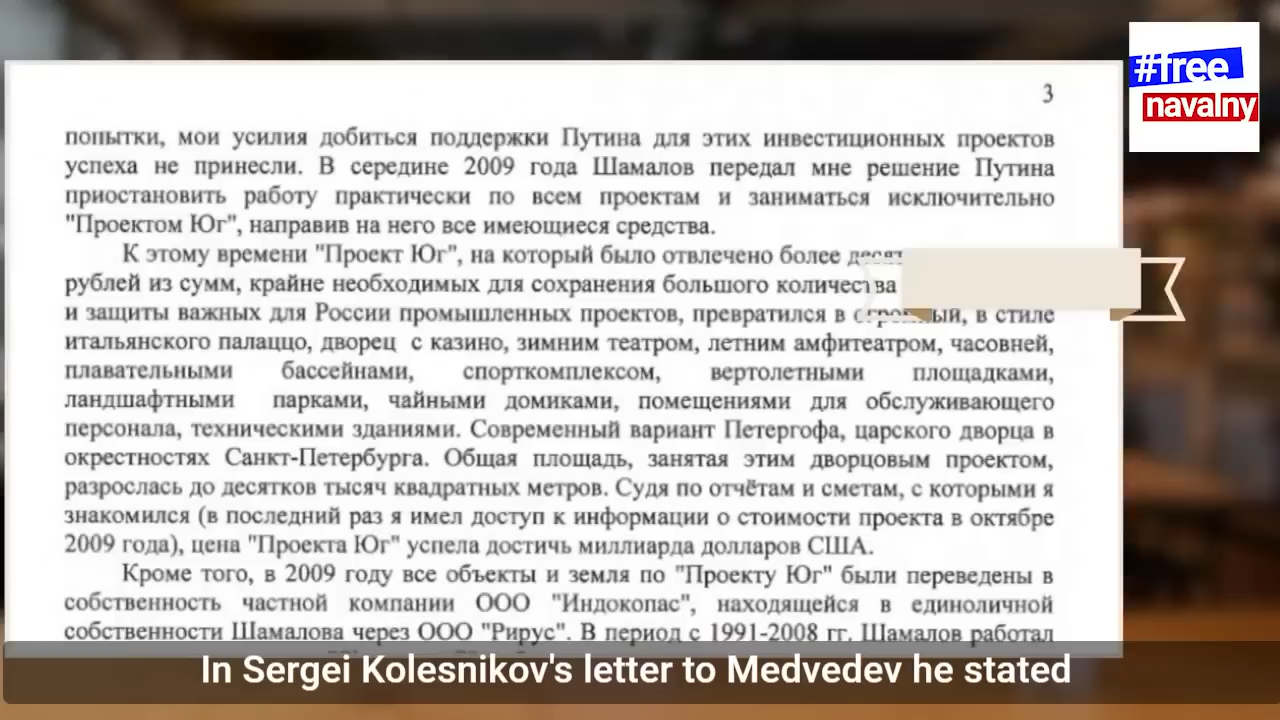 #free
navalny
3
попытки, мои усилия добиться поддержки Путина для этих инвестиционных проектов
успеха не принесли. В середине 2009 года Шамалов передал мне решение Путина
приостановить работу практически по всем проектам и заниматься исключительно
"Проектом Юг", направив на него все имеющиеся средства.
К этому времени "Проект Юг", на который было отвлечено более
рублей из сумм, крайне необходимых для сохранения большого количества
и защиты важных для России промышленных проектов, превратился в огромный, в стиле
итальянского палаццо, дворец с казино, зимним театром, летним амфитеатром, часовней,
плавательными бассейнами, спорткомплексом, вертолетными площадками,
ландшафтными парками, чайными домиками, помещениями для обслуживающего
персонала, техническими зданиями. Современный вариант Петергофа, царского дворца в
окрестностях Санкт-Петербурга. Общая площадь, занятая этим дворцовым проектом,
разрослась до десятков тысяч квадратных метров. Судя по отчётам и сметам, с которыми я
знакомился (в последний раз я имел доступ к информации о стоимости проекта в октябре
2009 года), цена "Проекта Юг" успела достичь миллиарда долларов США.
Кроме того, в 2009 году все объекты и земля по "Проекту Юг" были переведены в
собственность частной компании ООО "Индокопас", находящейся в единоличной
собственности Шамалова через ООО "Рирус". В период с 1991-2008 гг. Шамалов работал
In Sergei Kolesnikov's letter to Medvedev he stated